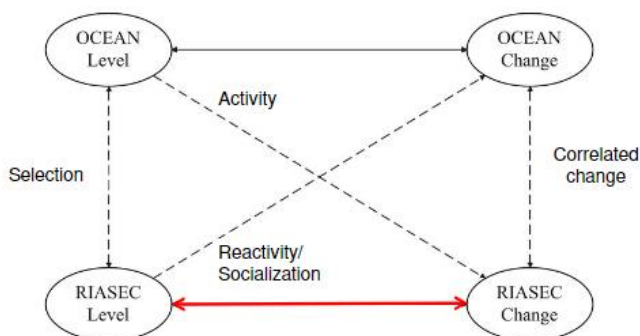 OCEAN
Level
OCEAN
Change
Activity
Selection
Correlated
change
Reactivity/
Socialization
RIASEC
Level
RIASEC
Change